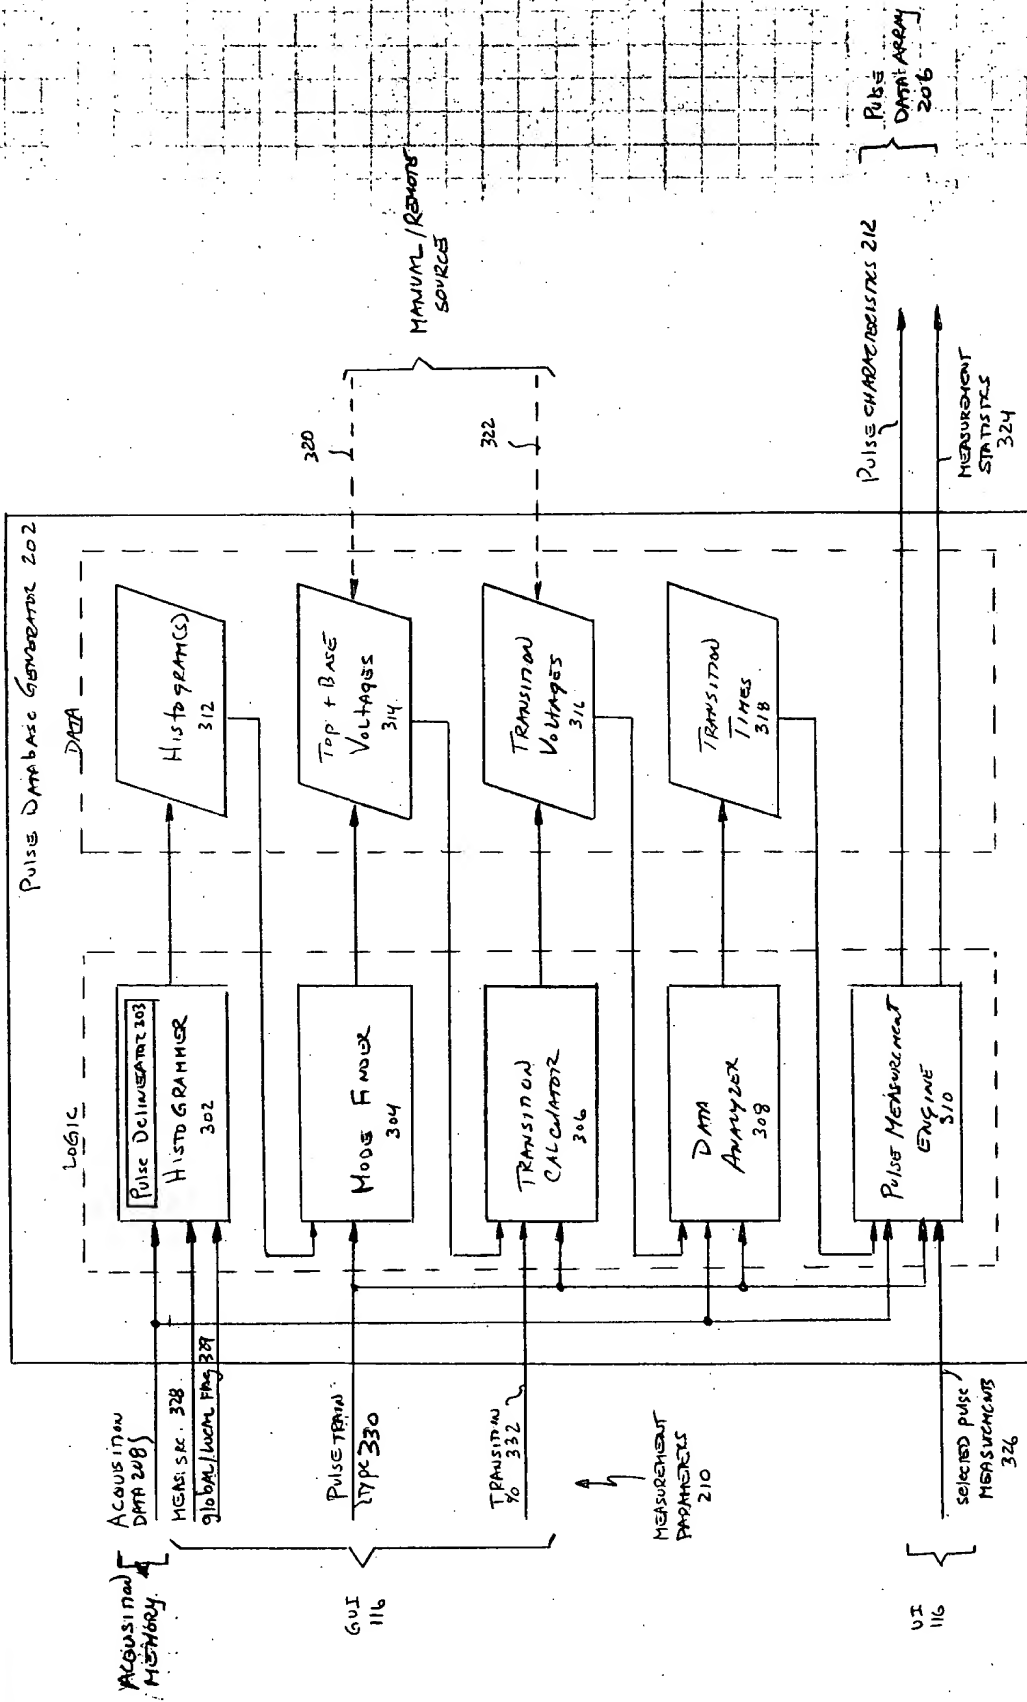 Pulse Database Generator 202
LOGIC
DATA
Pulse Delineator 303
HISTOGRAMMER
302
HistogRAM(S)
312
MODE FINDER
304
Top + BASE
VOLTAGES
314
TRANSITION
CALCULATOR
306
TRANSITION
VOLTAGES
316
DATA
ANALYZER
308
TRANSITION
TIMES
318
Pulse MEASUREMENT
ENGINE
310
ACQUISITION
MEMORY
ACQUISITION
DATA 208
MEAS. SRC. 328
global/local FLAG 329
GUI
116
Pulse TRAIN
TYPE 330
TRANSITION
% 332
MEASUREMENT
PARAMETERS
210
UI
116
selected pulse
MEASUREMENTS
326
320
322
MANUAL/REMOTE
SOURCE
Pulse CHARACTERISTICS 212
MEASUREMENT
STATISTICS
324
Pulse
DATA ARRAY
206